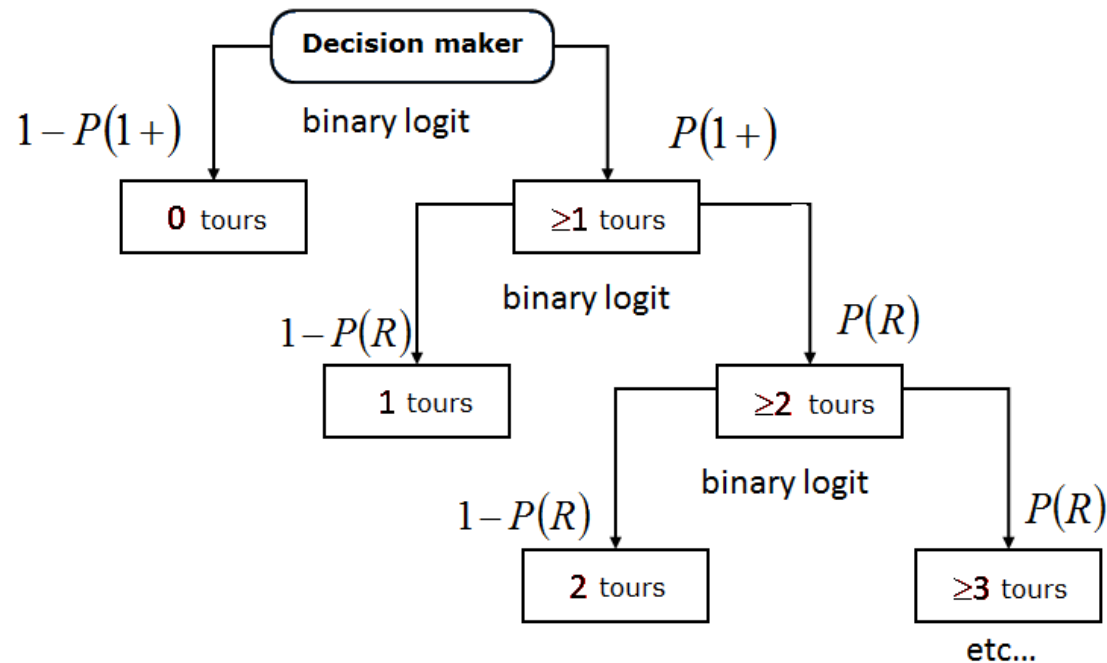 Decision maker
binary logit
1 – P(1+)
P(1+)
0 tours
≥1 tours
binary logit
1 – P(R)
P(R)
1 tours
≥2 tours
binary logit
1 – P(R)
P(R)
2 tours
≥3 tours
etc...